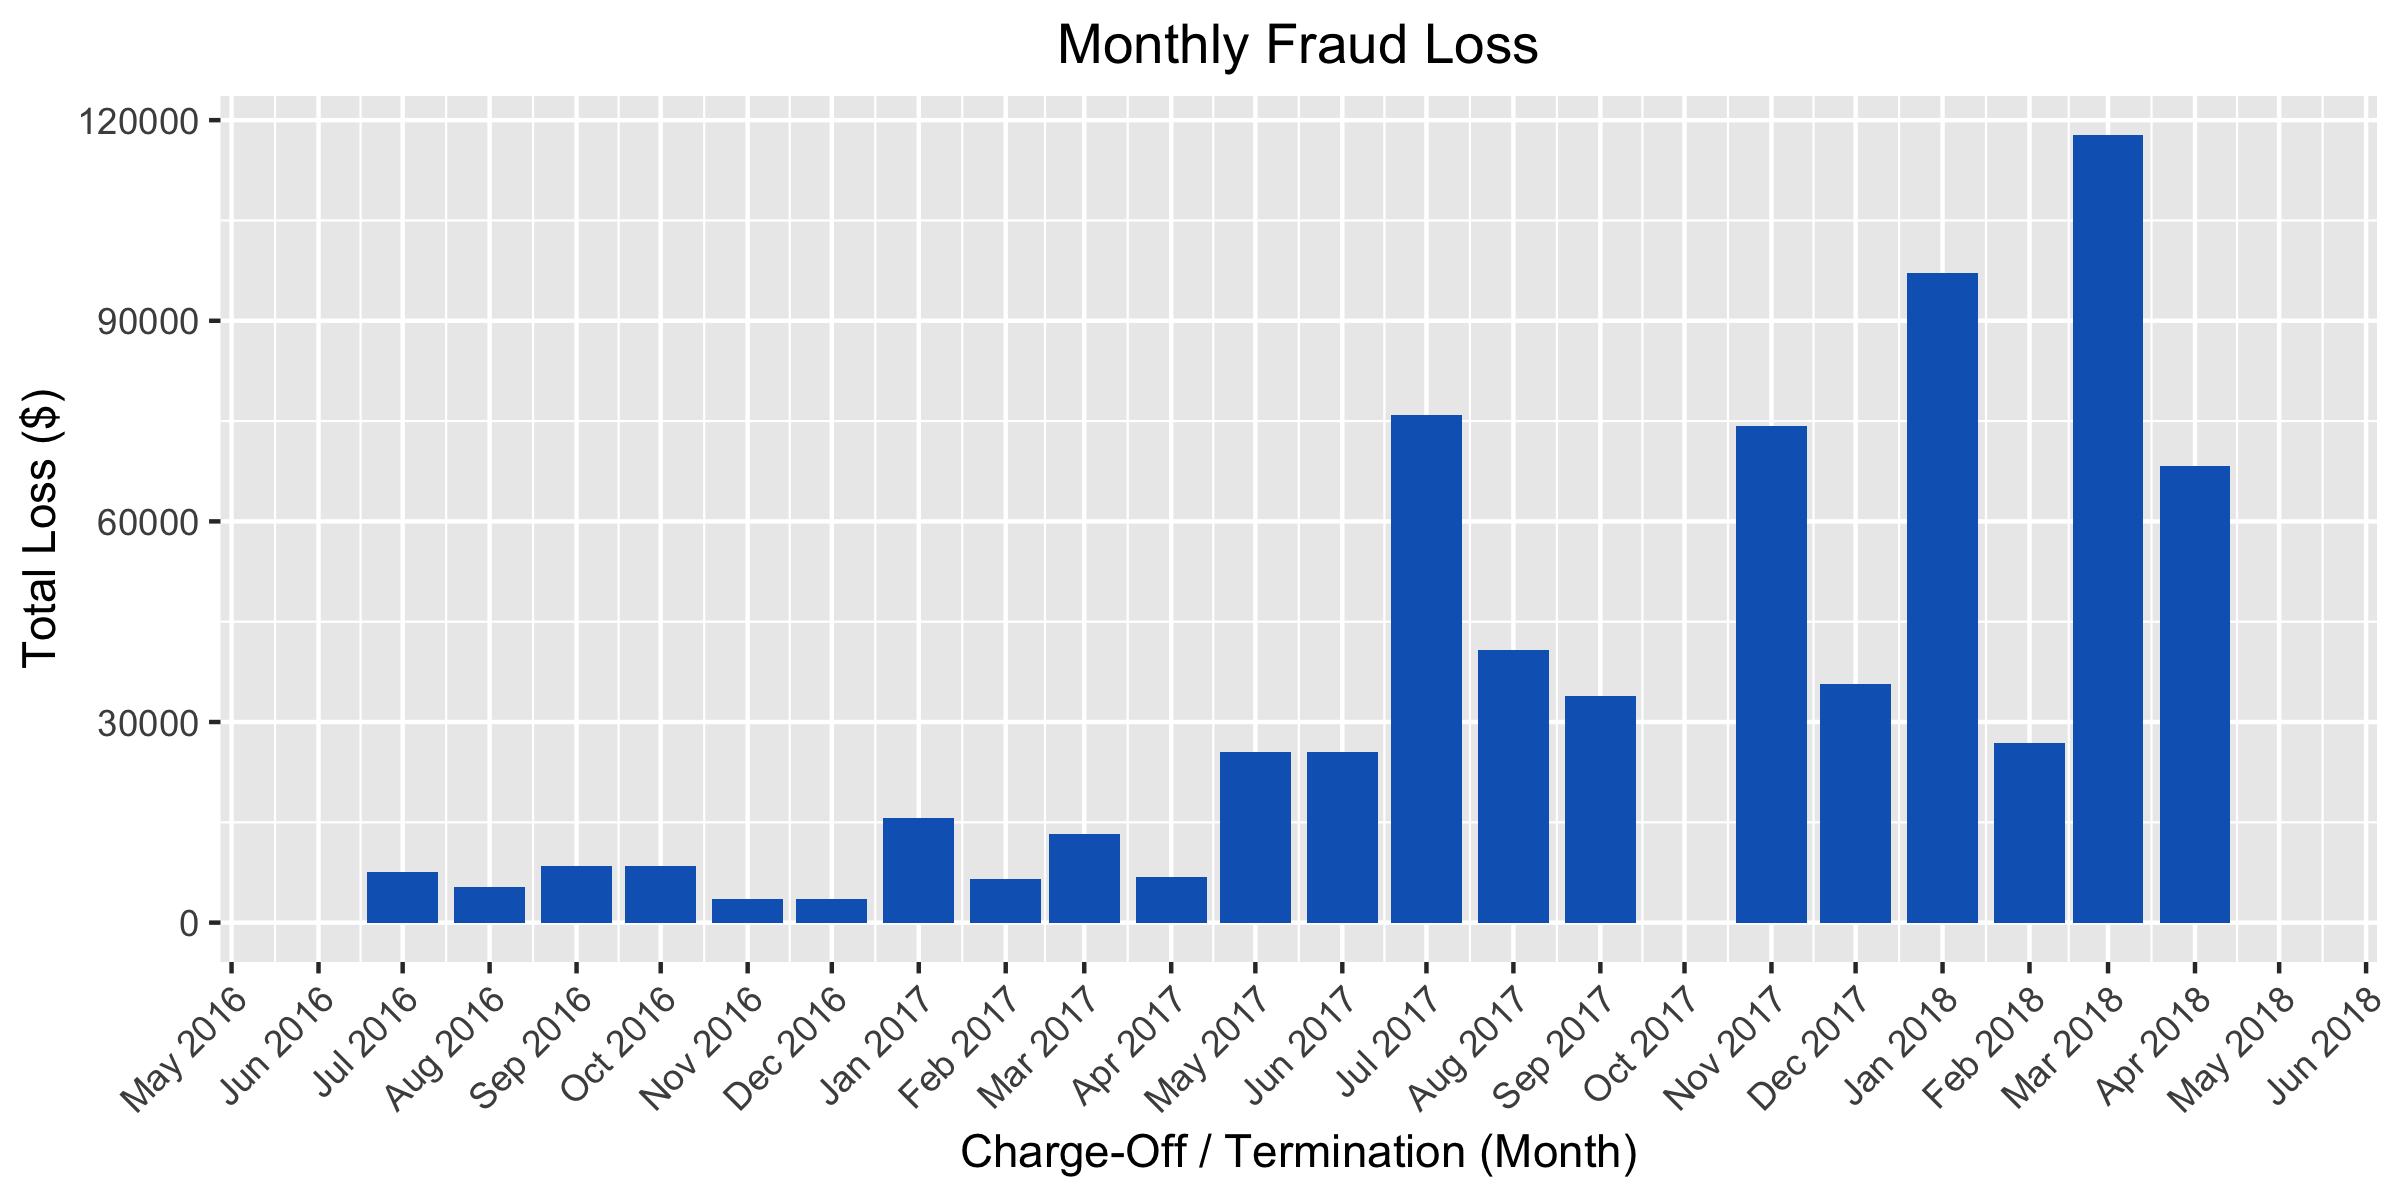 Monthly Fraud Loss
120000
90000
60000
30000
0
Total Loss ($)
May 2016
Jun 2016
Jul 2016
Aug 2016
Sep 2016
Oct 2016
Nov 2016
Dec 2016
Jan 2017
Feb 2017
Mar 2017
Apr 2017
May 2017
Jun 2017
Jul 2017
Aug 2017
Sep 2017
Oct 2017
Nov 2017
Dec 2017
Jan 2018
Feb 2018
Mar 2018
Apr 2018
May 2018
Jun 2018
Charge-Off / Termination (Month)